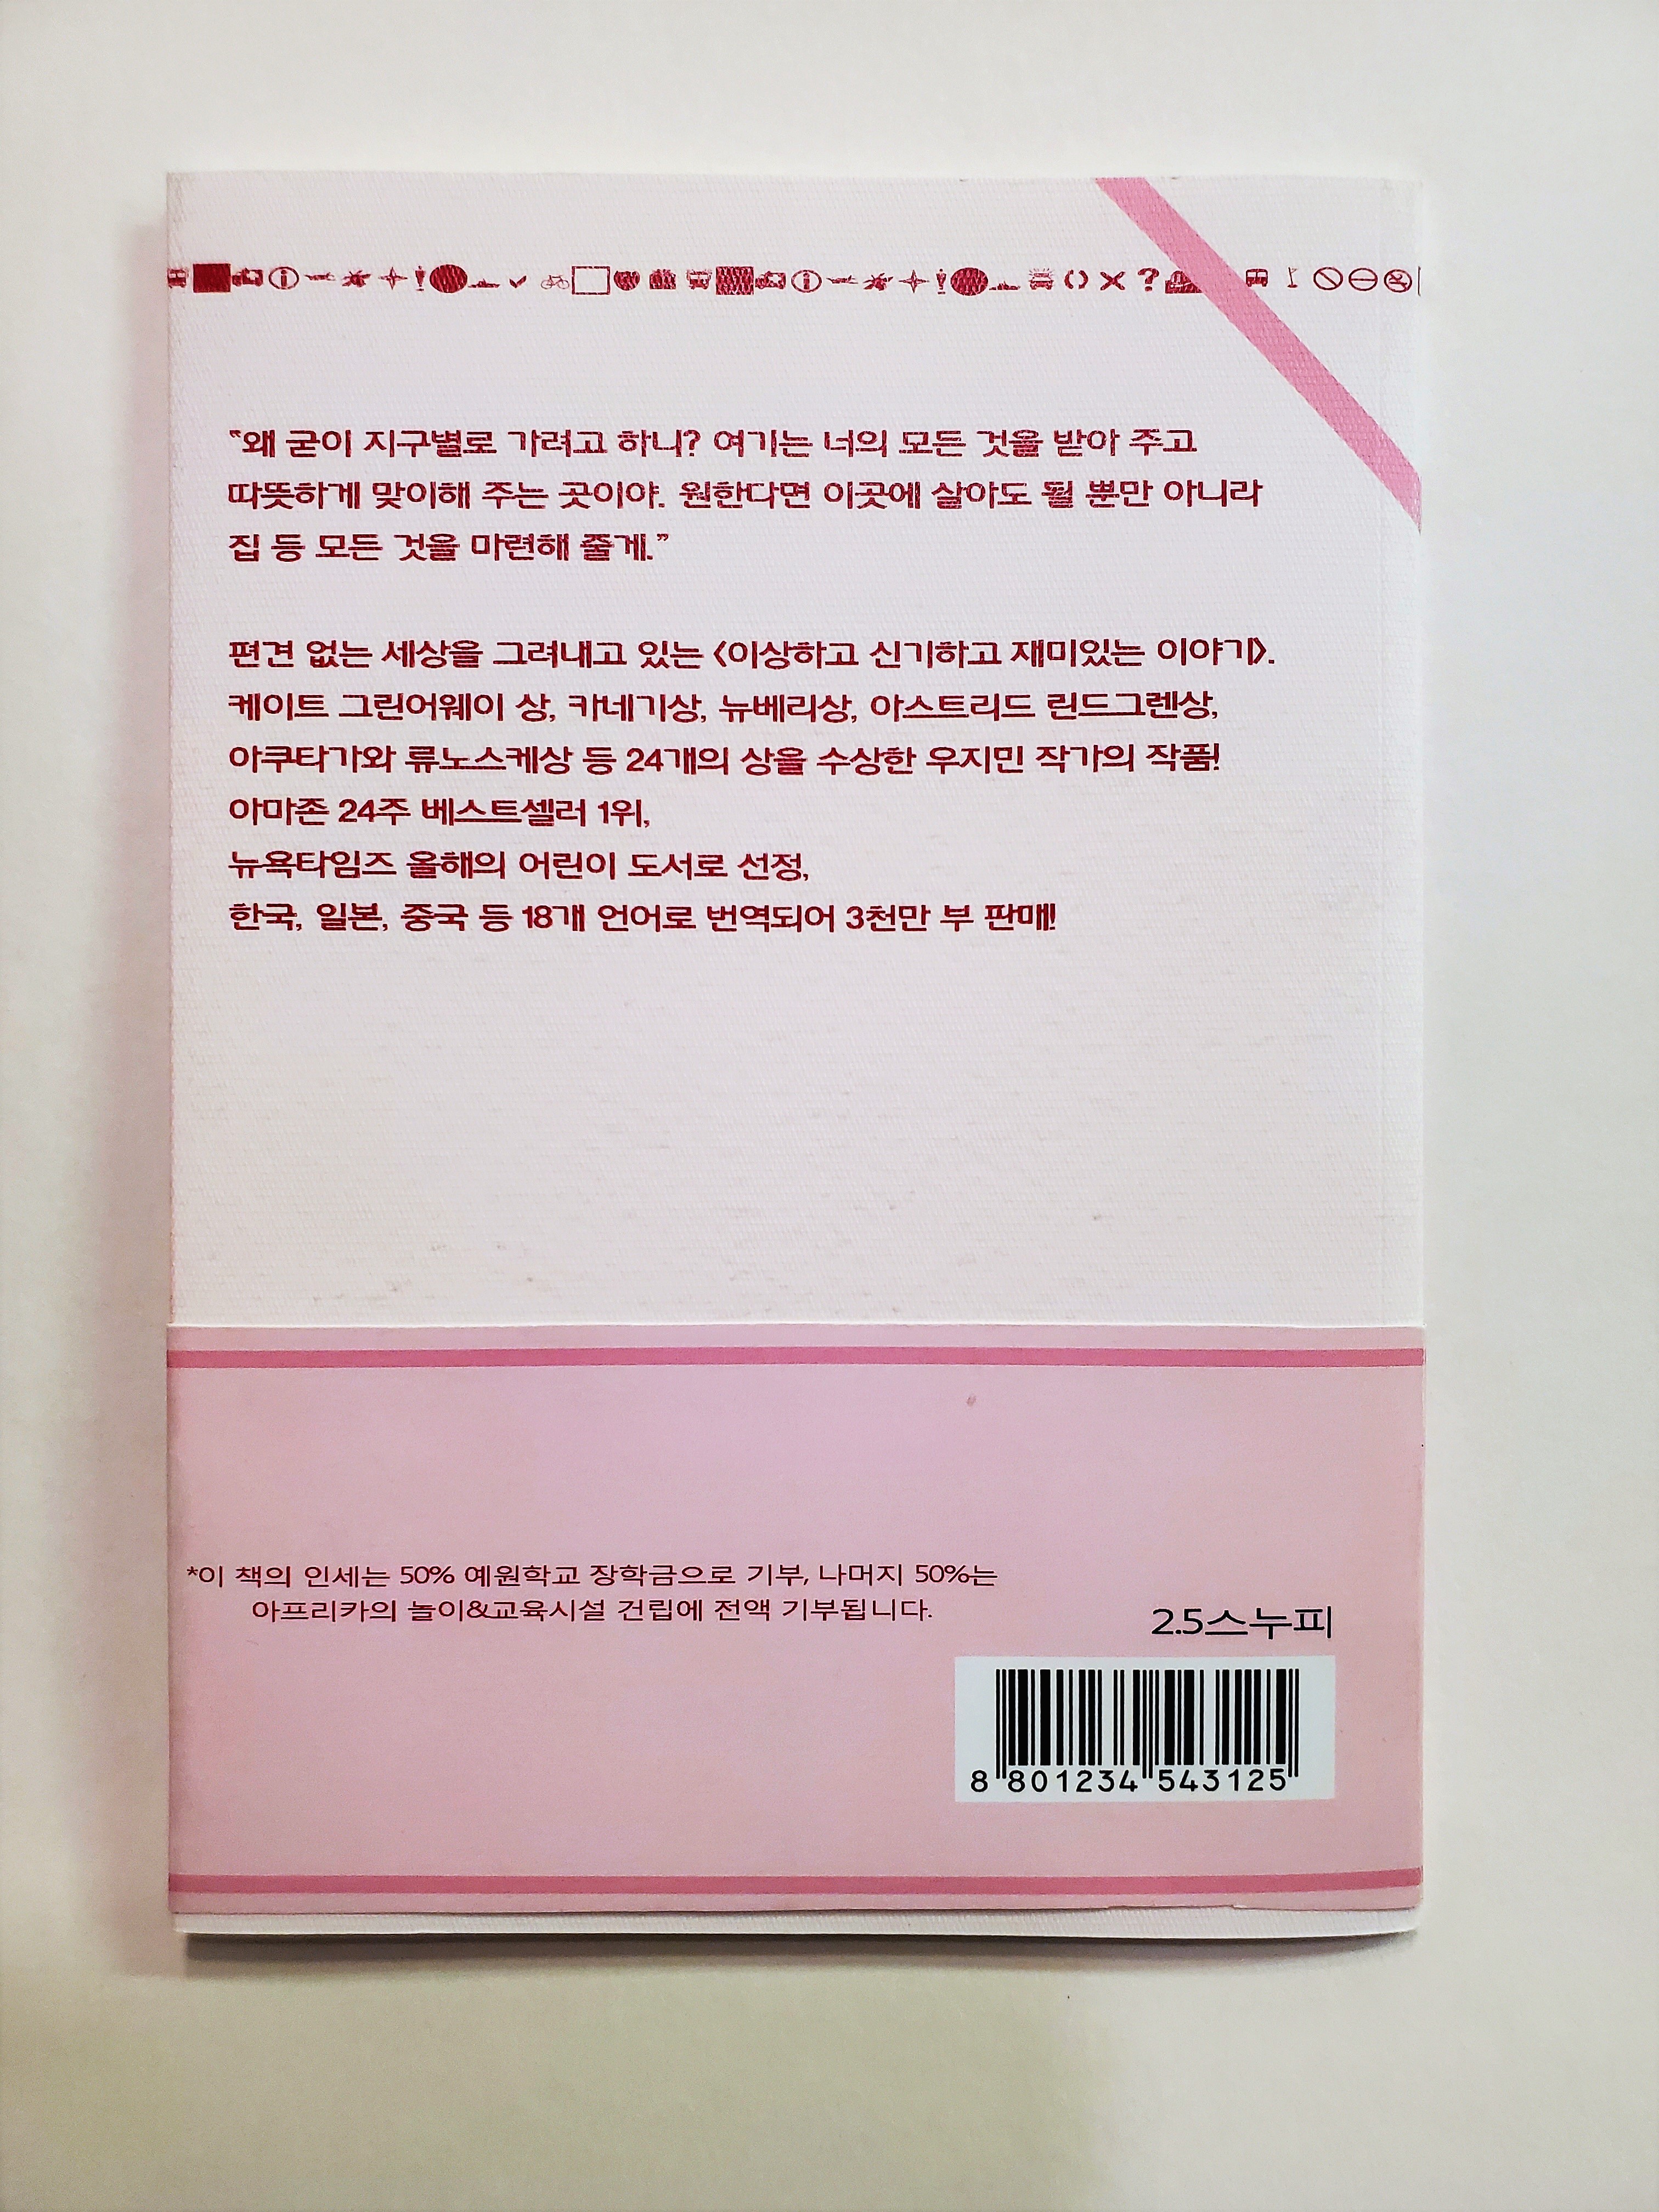 “왜 굳이 지구별로 가려고 하니? 여기는 너의 모든 것을 받아 주고
따뜻하게 맞이해 주는 곳이야. 원한다면 이곳에 살아도 될 뿐만 아니라
집 등 모든 것을 마련해 줄게.”
편견 없는 세상을 그려내고 있는 <이상하고 신기하고 재미있는 이야기>.
케이트 그린어웨이 상, 카네기상, 뉴베리상, 아스트리드 린드그렌상,
아쿠타가와 류노스케상 등 24개의 상을 수상한 우지민 작가의 작품!
아마존 24주 베스트셀러 1위,
뉴욕타임즈 올해의 어린이 도서로 선정,
한국, 일본, 중국 등 18개 언어로 번역되어 3천만 부 판매!
*이 책의 인세는 50% 예원학교 장학금으로 기부, 나머지 50%는
아프리카의 놀이&교육시설 건립에 전액 기부됩니다.
2.5스누피
8 801234 543125